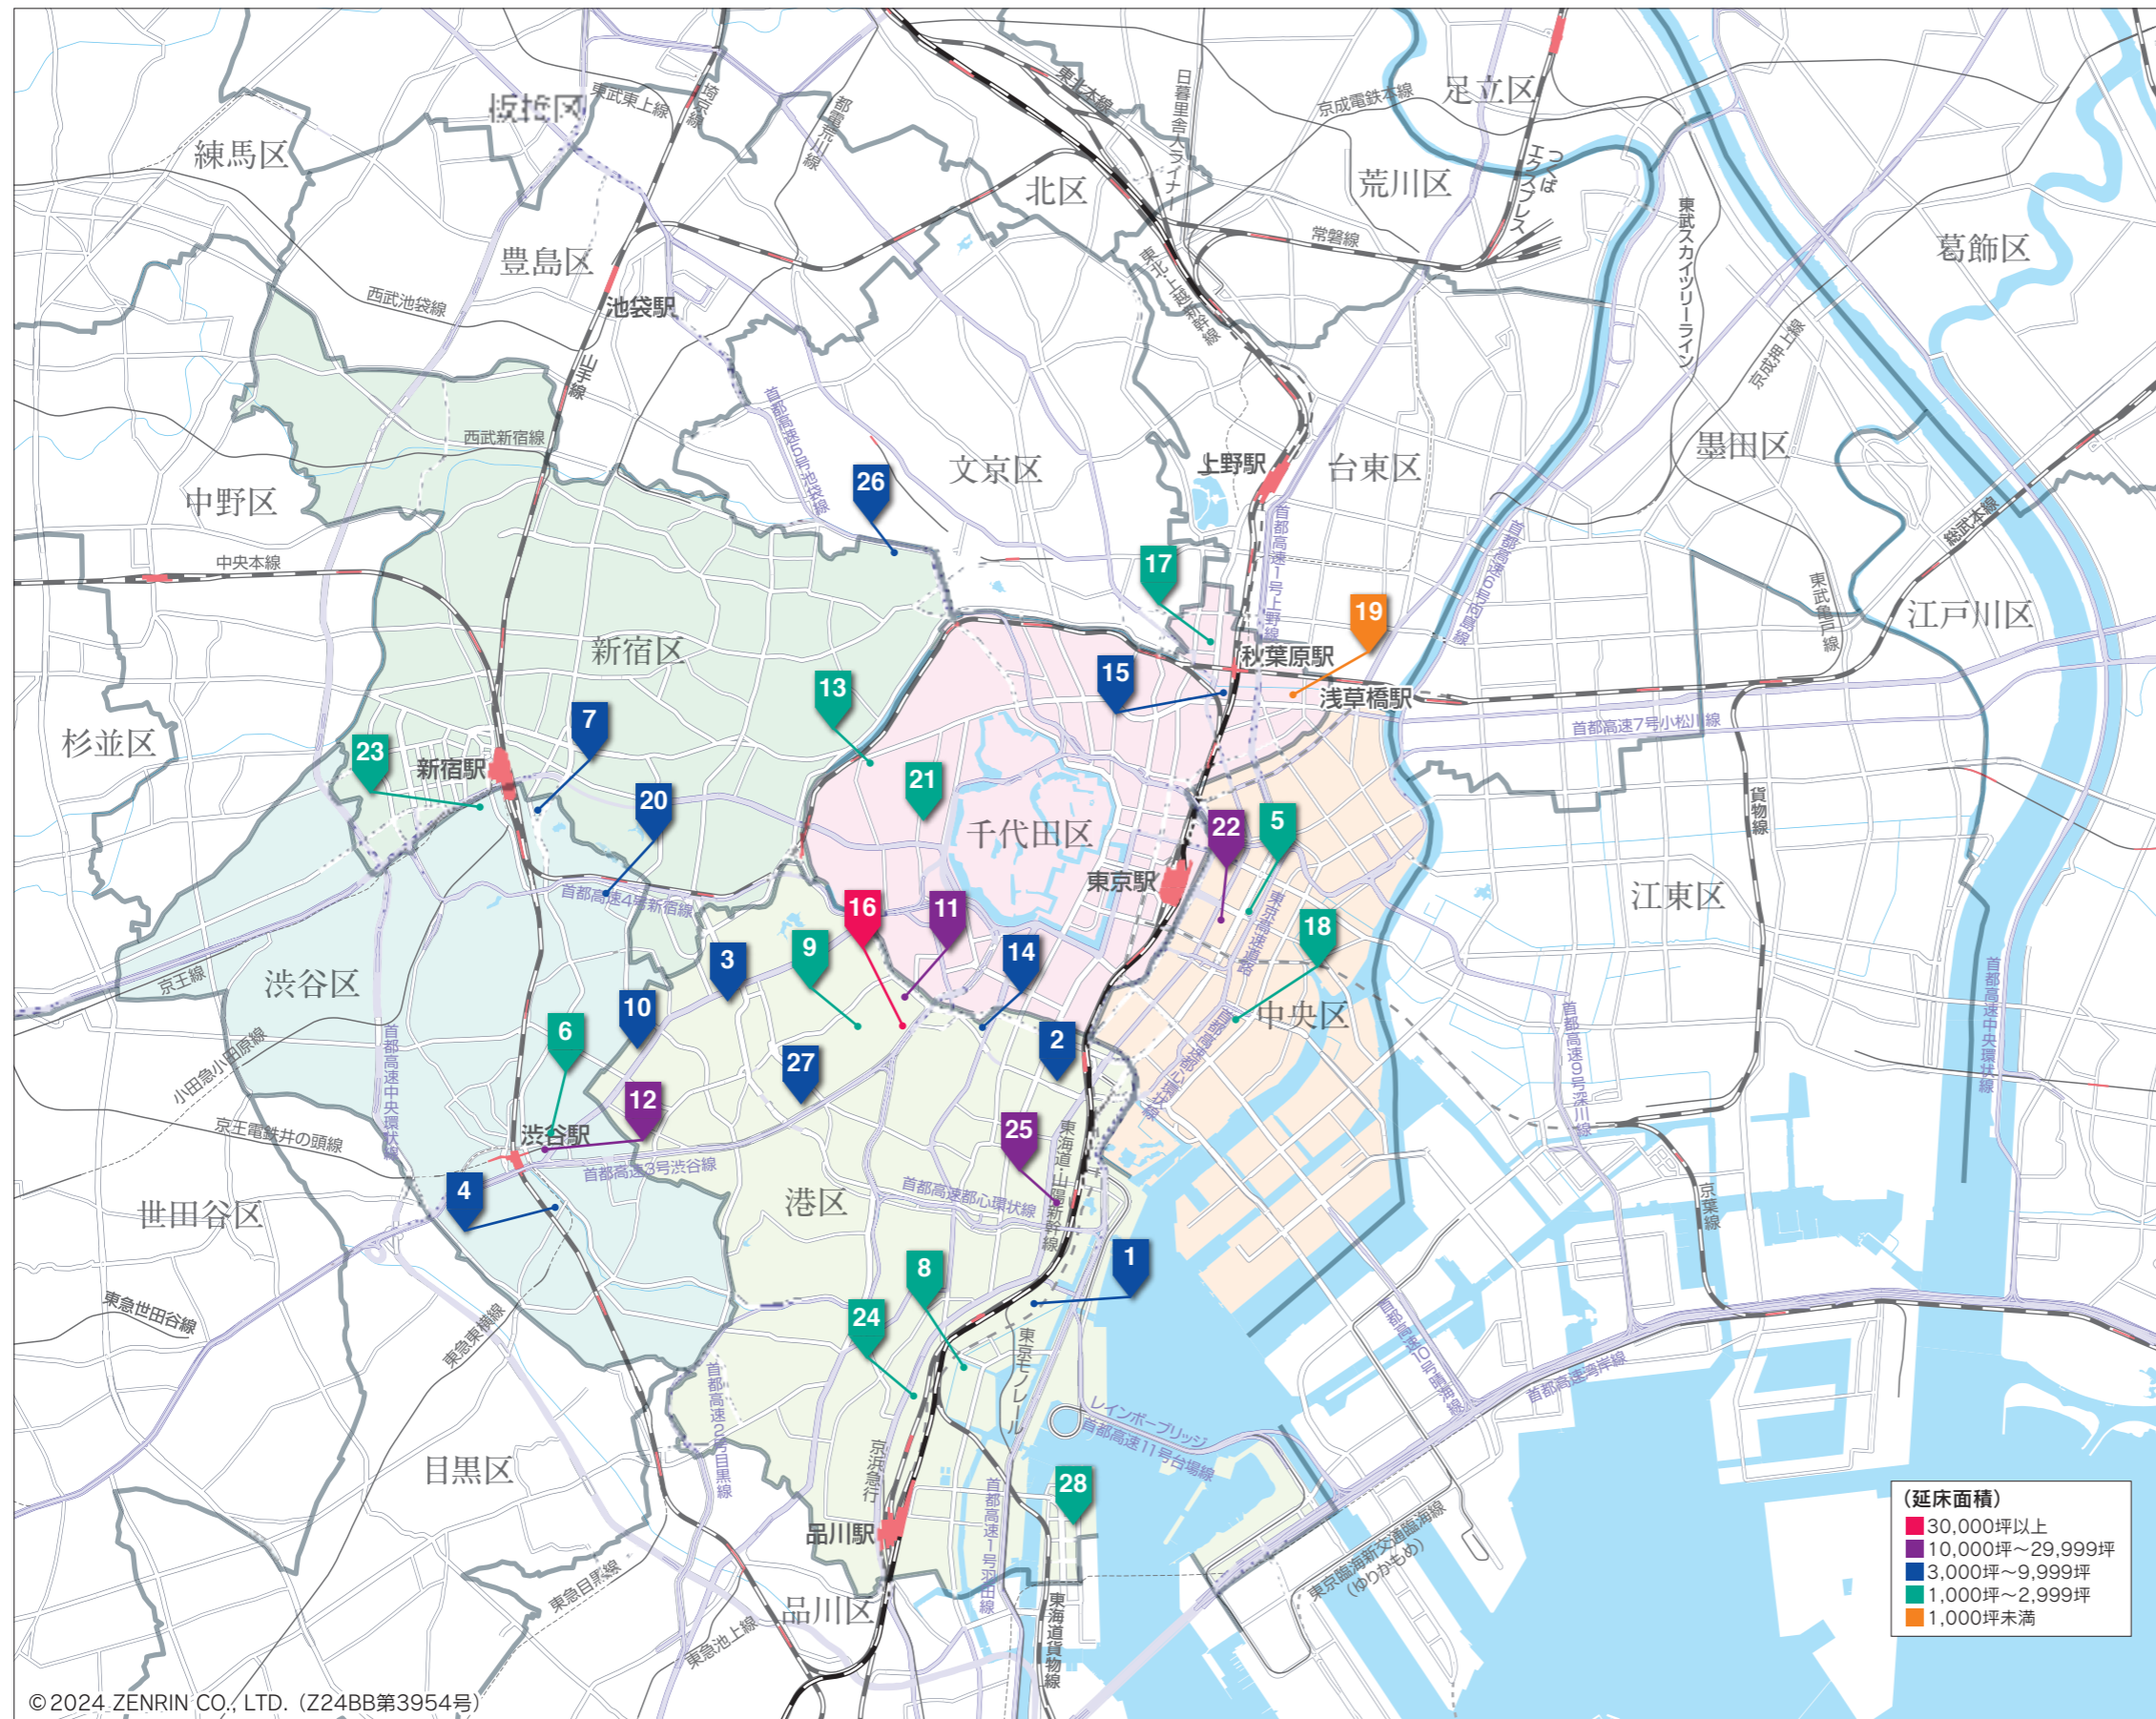 足立区
東北本線
日暮里舎人ライナー
京成電鉄本線
東武東上線
埼京線
都電荒川線
板橋区
練馬区
北区
荒川区
つくば
エクスプレス
東武スカイツリーライン
常磐線
葛飾区
豊島区
東北・上越新幹線
池袋駅
西武池袋線
山手線
京成押上線
首都高速5号池袋線
西武新宿線
文京区
上野駅
台東区
墨田区
26
中野区
首都高速1号上野線
首都高速6号向島線
総武本線
中央本線
17
東武亀戸線
19
江戸川区
新宿区
秋葉原駅
15
浅草橋駅
13
杉並区
7
首都高速7号小松川線
23
新宿駅
21
20
貨物線
千代田区
22
5
東京駅
首都高速4号新宿線
16
11
江東区
東京高速道路
18
9
14
3
渋谷区
京王線
10
中央区
首都高速中央環状線
6
2
27
首都高速都心環状線
首都高速9号深川線
首都高速中央環状線
小田急小田原線
12
京王電鉄井の頭線
渋谷駅
25
首都高速3号渋谷線
東海道・山陽新幹線
4
港区
首都高速都心環状線
京葉線
世田谷区
1
8
24
東急世田谷線
東急東横線
東京モノレール
首都高速10号晴海線
首都高速湾岸線
首都高速2号目黒線
レインボーブリッジ
首都高速11号台場線
京浜急行
目黒区
28
首都高速1号羽田線
品川駅
東京臨海新交通臨海線
(ゆりかもめ)
東急目黒線
品川区
東海道貨物線
東急池上線
(延床面積)
30,000坪以上
10,000坪～29,999坪
3,000坪～9,999坪
1,000坪～2,999坪
1,000坪未満
©2024 ZENRIN CO., LTD. (Z24BB第3954号)